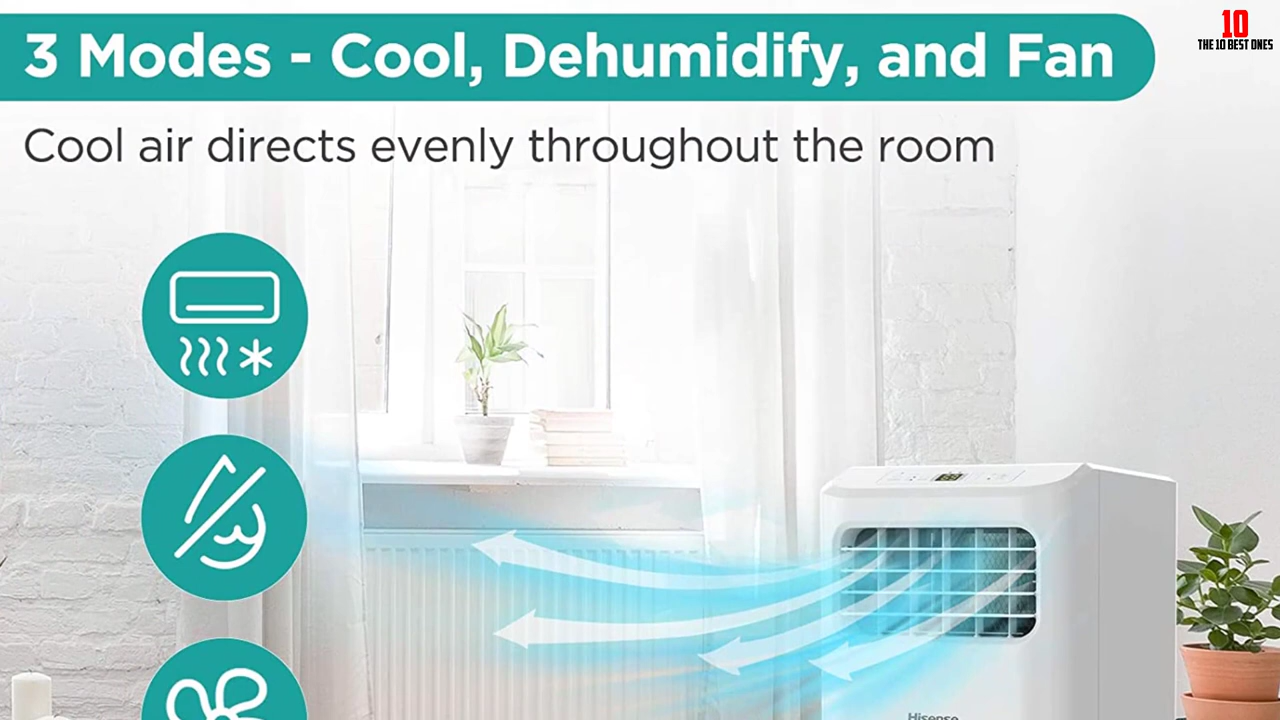 3 Modes - Cool, Dehumidify, and Fan
Cool air directs evenly throughout the room
10
THE 10 BEST ONES
Hisense